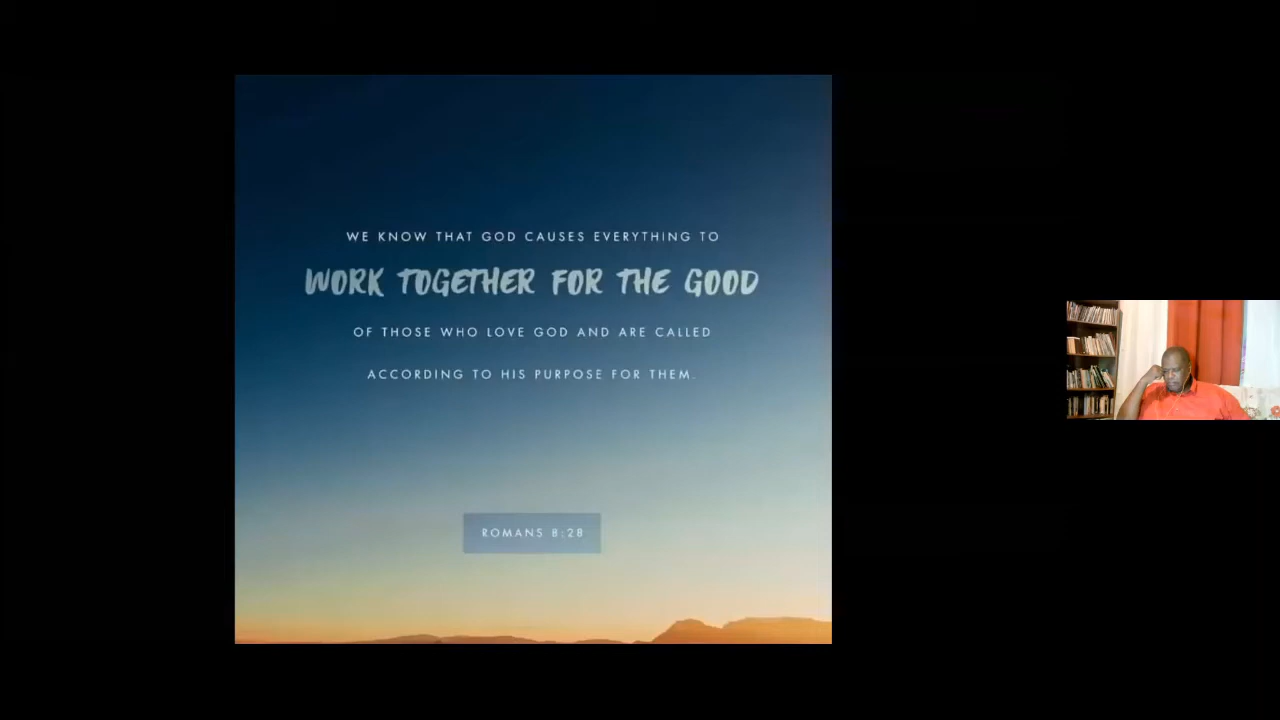 WE KNOW THAT GOD CAUSES EVERYTHING TO
WORK TOGETHER FOR THE GOOD
OF THOSE WHO LOVE GOD AND ARE CALLED
ACCORDING TO HIS PURPOSE FOR THEM.
ROMANS 8:28